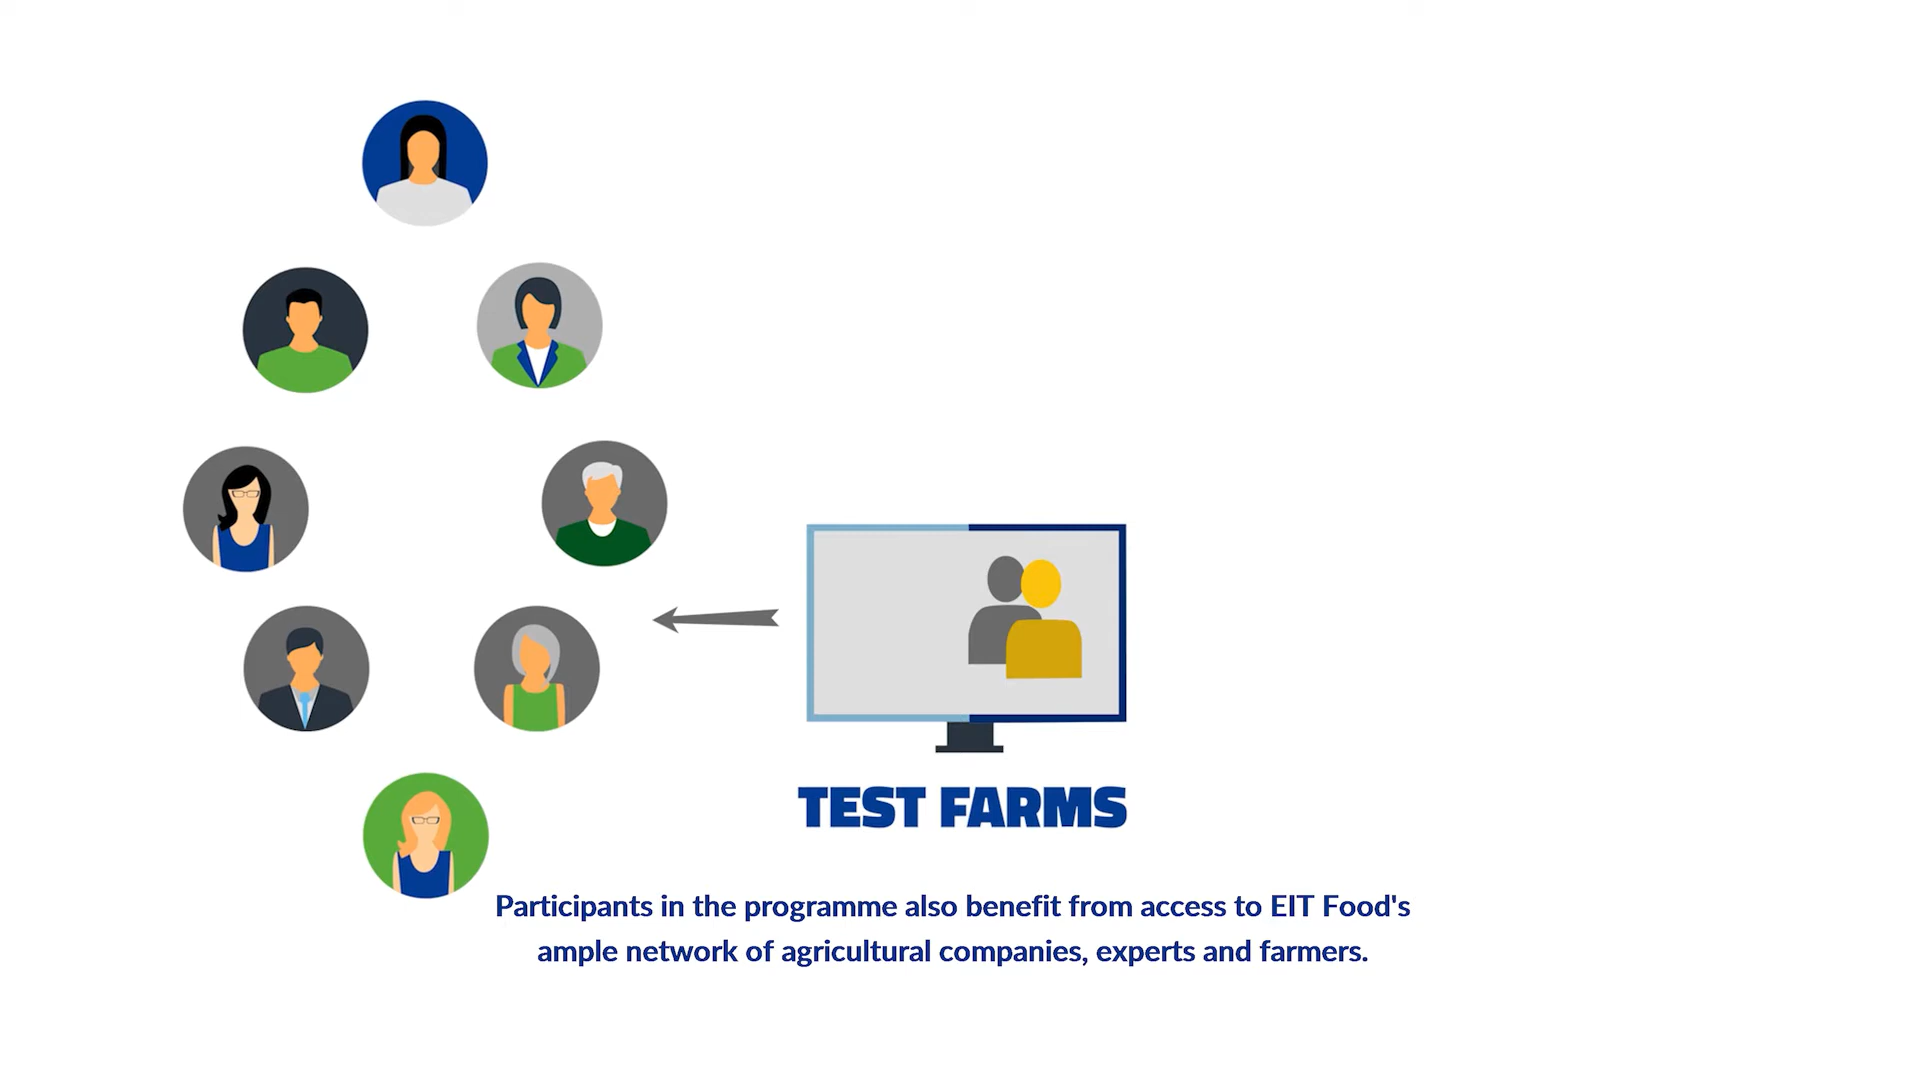 TEST FARMS
Participants in the programme also benefit from access to EIT Food's
ample network of agricultural companies, experts and farmers.